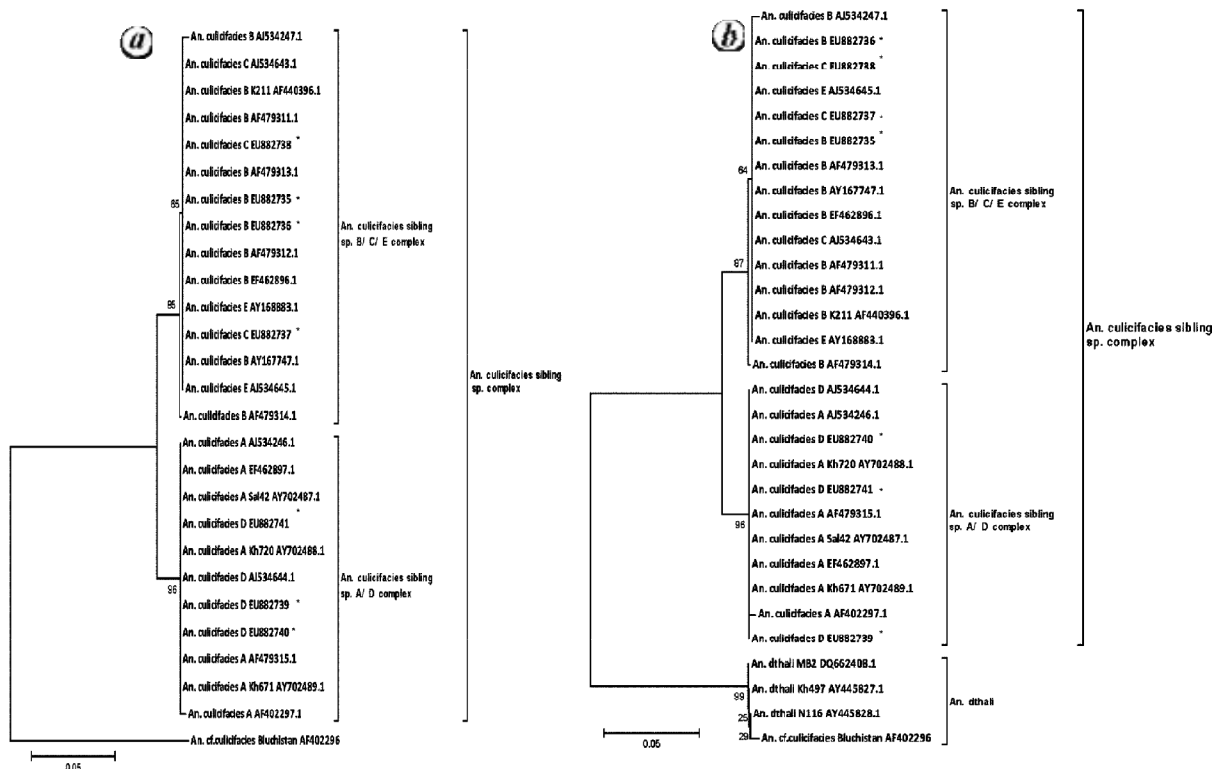 a
An. culicifacies B AJ534247.1
An. culicifacies C AJ534643.1
An. culicifacies B K211 AF440396.1
An. culicifacies B AF479311.1
An. culicifacies C EU882738 *
An. culicifacies B AF479313.1
An. culicifacies B EU882735 *
An. culicifacies B EU882736 *
An. culicifacies B AF479312.1
An. culicifacies B EF462896.1
An. culicifacies E AY168883.1
An. culicifacies C EU882737 *
An. culicifacies B AY167747.1
An. culicifacies E AJ534645.1
An. culicifacies B AF479314.1
An. culicifacies A AJ534246.1
An. culicifacies A EF462897.1
An. culicifacies A Sal42 AY702487.1
An. culicifacies D EU882741 *
An. culicifacies A Kh720 AY702488.1
An. culicifacies D AJ534644.1
An. culicifacies D EU882739 *
An. culicifacies D EU882740 *
An. culicifacies A AF479315.1
An. culicifacies A Kh671 AY702489.1
An. culicifacies A AF402297.1
An. cf.culicifacies Bluchistan AF402296
96
An. culicifacies sibling
sp. B/ C/ E complex
An. culicifacies sibling
sp. A/ D complex
An. culicifacies sibling
sp. complex
0.05
b
An. culicifacies B AJ534247.1
An. culicifacies B EU882736 *
An. culicifacies C EU882738 *
An. culicifacies E AJ534645.1
An. culicifacies C EU882737 *
An. culicifacies B EU882735 *
An. culicifacies B AF479313.1
An. culicifacies B AY167747.1
An. culicifacies B EF462896.1
An. culicifacies C AJ534643.1
An. culicifacies B AF479311.1
An. culicifacies B AF479312.1
An. culicifacies B K211 AF440396.1
An. culicifacies E AY168883.1
An. culicifacies B AF479314.1
An. culicifacies D AJ534644.1
An. culicifacies A AJ534246.1
An. culicifacies D EU882740 *
An. culicifacies A Kh720 AY702488.1
An. culicifacies D EU882741 *
An. culicifacies A AF479315.1
An. culicifacies A Sal42 AY702487.1
An. culicifacies A EF462897.1
An. culicifacies A Kh671 AY702489.1
An. culicifacies A AF402297.1
An. culicifacies D EU882739 *
An. dthali MB2 DQ662408.1
An. dthali Kh497 AY445827.1
An. dthali N116 AY445828.1
An. cf.culicifacies Bluchistan AF402296
64
87
96
99
25
29
An. culicifacies sibling
sp. B/ C/ E complex
An. culicifacies sibling
sp. A/ D complex
An. dthali
An. culicifacies sibling
sp. complex
0.05